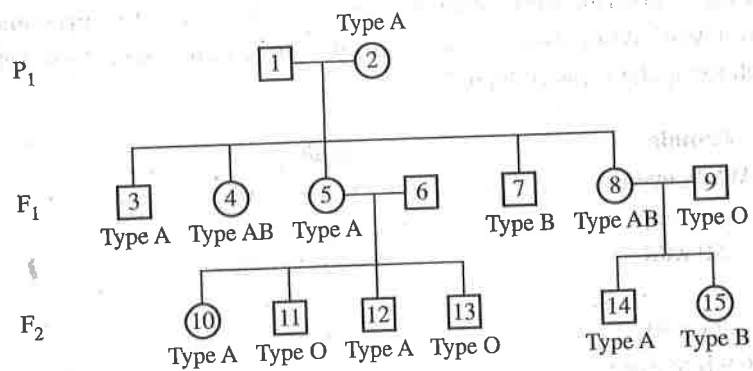 Type A
P1 1 2
3 4 5 6 7 8 9
F1
Type A Type AB Type A Type B Type AB Type O
10 11 12 13 14 15
F2
Type A Type O Type A Type O Type A Type B